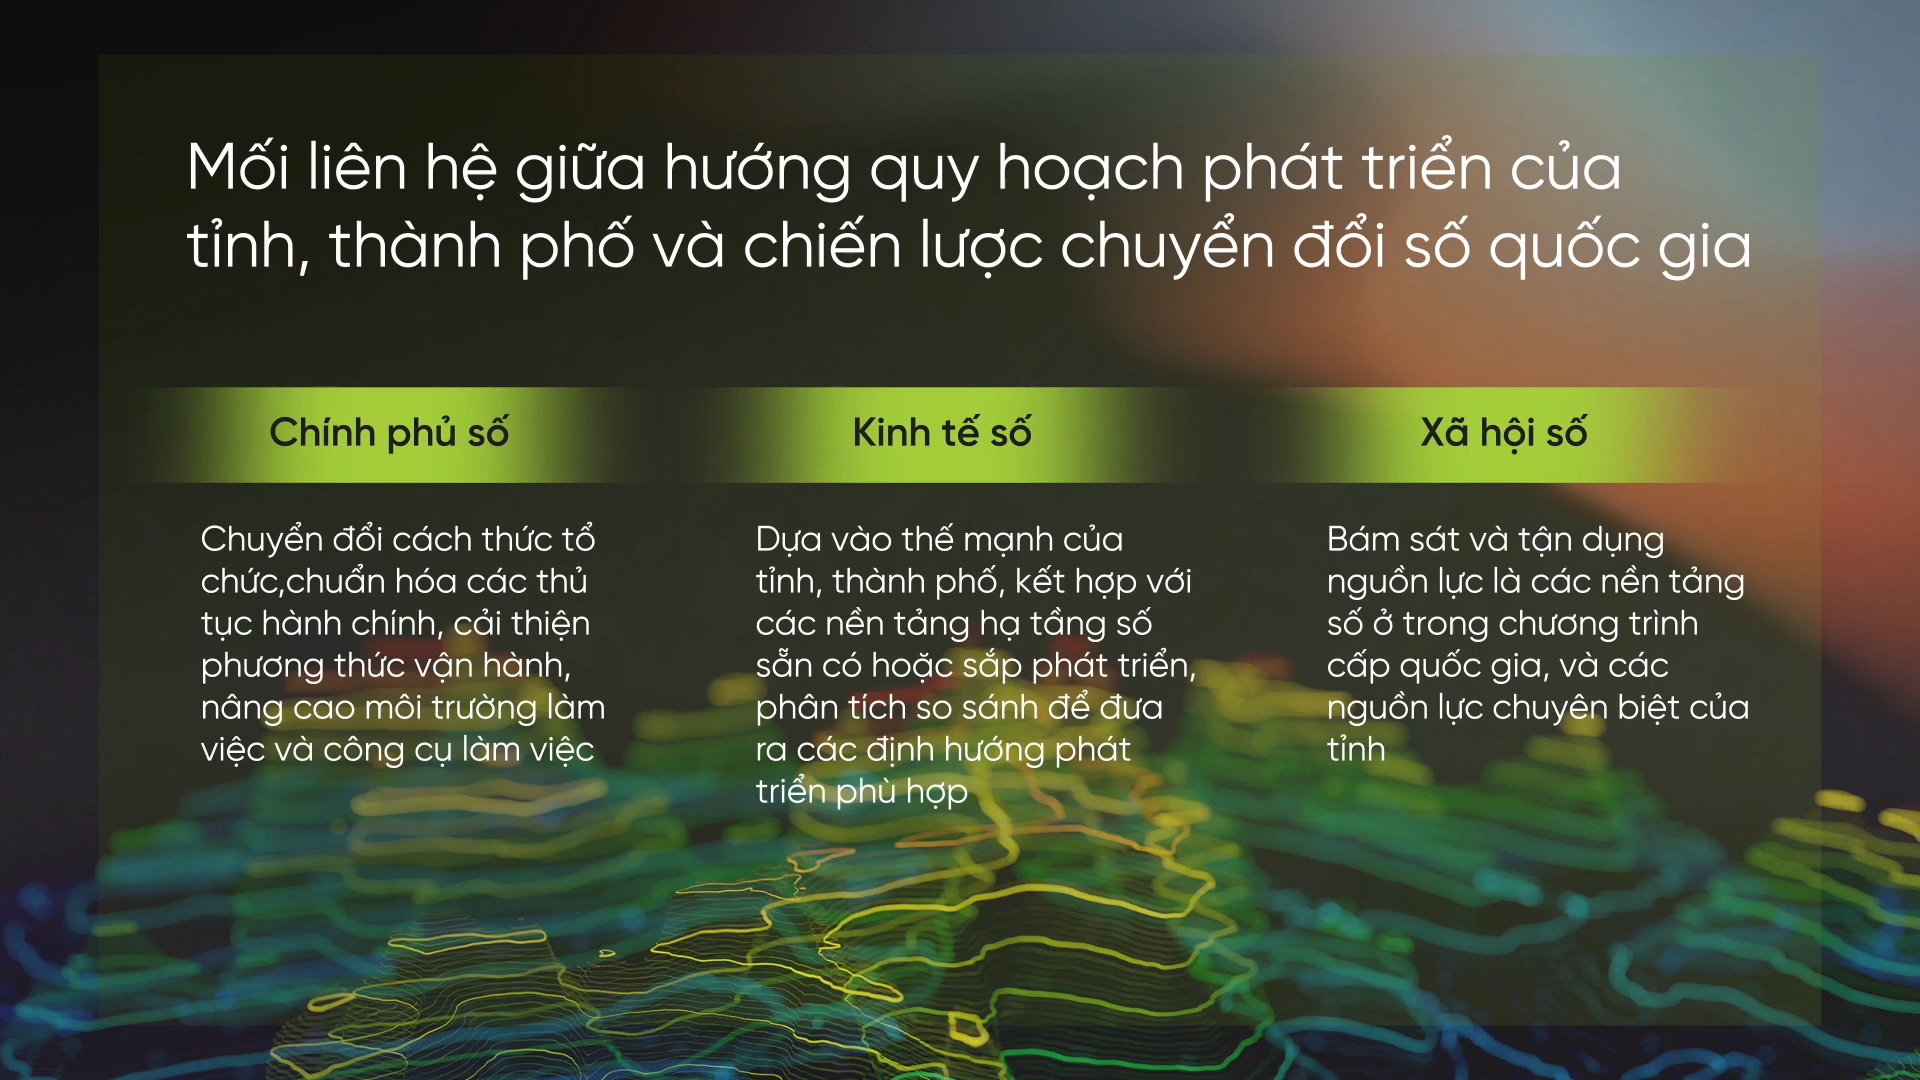 Mối liên hệ giữa hướng quy hoạch phát triển của
tỉnh, thành phố và chiến lược chuyển đổi số quốc gia
Chính phủ số
Chuyển đổi cách thức tổ
chức,chuẩn hóa các thủ
tục hành chính, cải thiện
phương thức vận hành,
nâng cao môi trường làm
việc và công cụ làm việc
Kinh tế số
Dựa vào thế mạnh của
tỉnh, thành phố, kết hợp với
các nền tảng hạ tầng số
sẵn có hoặc sắp phát triển,
phân tích so sánh để đưa
ra các định hướng phát
triển phù hợp
Xã hội số
Bám sát và tận dụng
nguồn lực là các nền tảng
số ở trong chương trình
cấp quốc gia, và các
nguồn lực chuyên biệt của
tỉnh